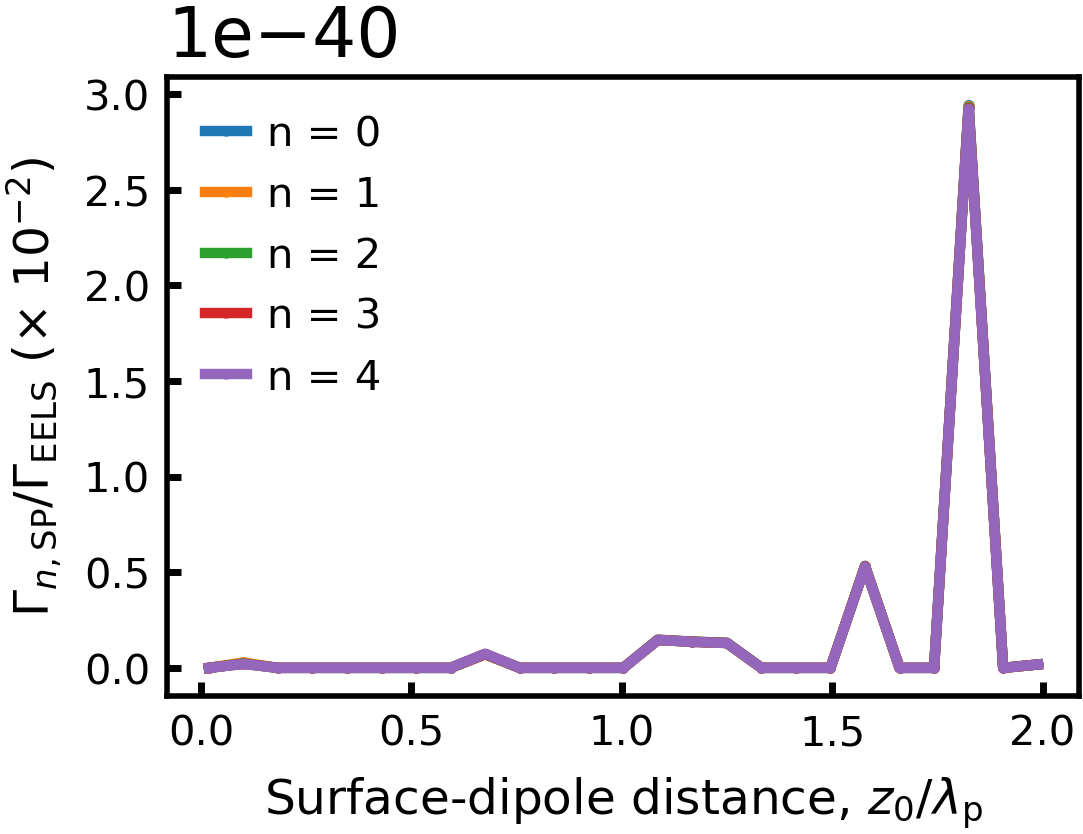 1e−40
3.0
2.5
2.0
1.5
1.0
0.5
0.0
Γn, SP/ΓEELS (× 10−2)
n = 0
n = 1
n = 2
n = 3
n = 4
0.0 0.5 1.0 1.5 2.0
Surface-dipole distance, z0/λp